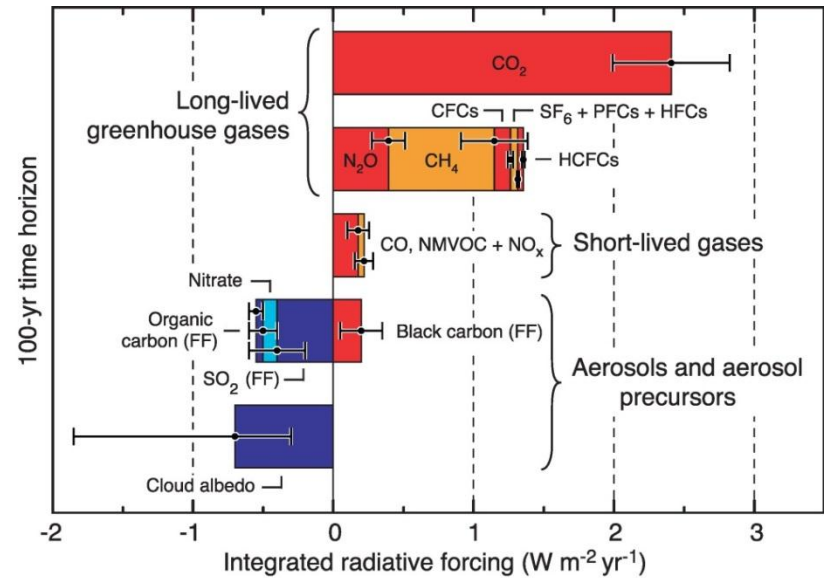 100-yr time horizon
Long-lived
greenhouse gases
CO₂
CFCs
SF₆ + PFCs + HFCs
N₂O
CH₄
HCFCs
CO, NMVOC + NOₓ
Short-lived gases
Nitrate
Organic
carbon (FF)
SO₂ (FF)
Black carbon (FF)
Aerosols and aerosol
precursors
Cloud albedo
-2
-1
0
1
2
3
Integrated radiative forcing (W m⁻² yr⁻¹)